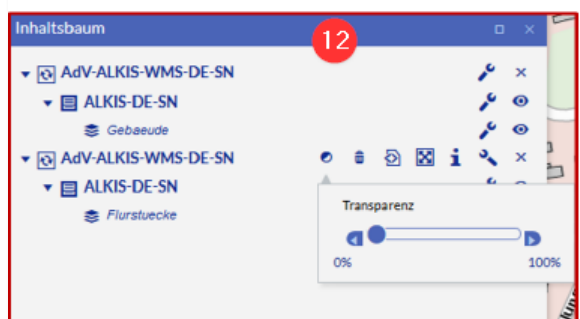 Inhaltsbaum
12
AdV-ALKIS-WMS-DE-SN
ALKIS-DE-SN
Gebaeude
AdV-ALKIS-WMS-DE-SN
ALKIS-DE-SN
Flurstuecke
Transparenz
0%
100%